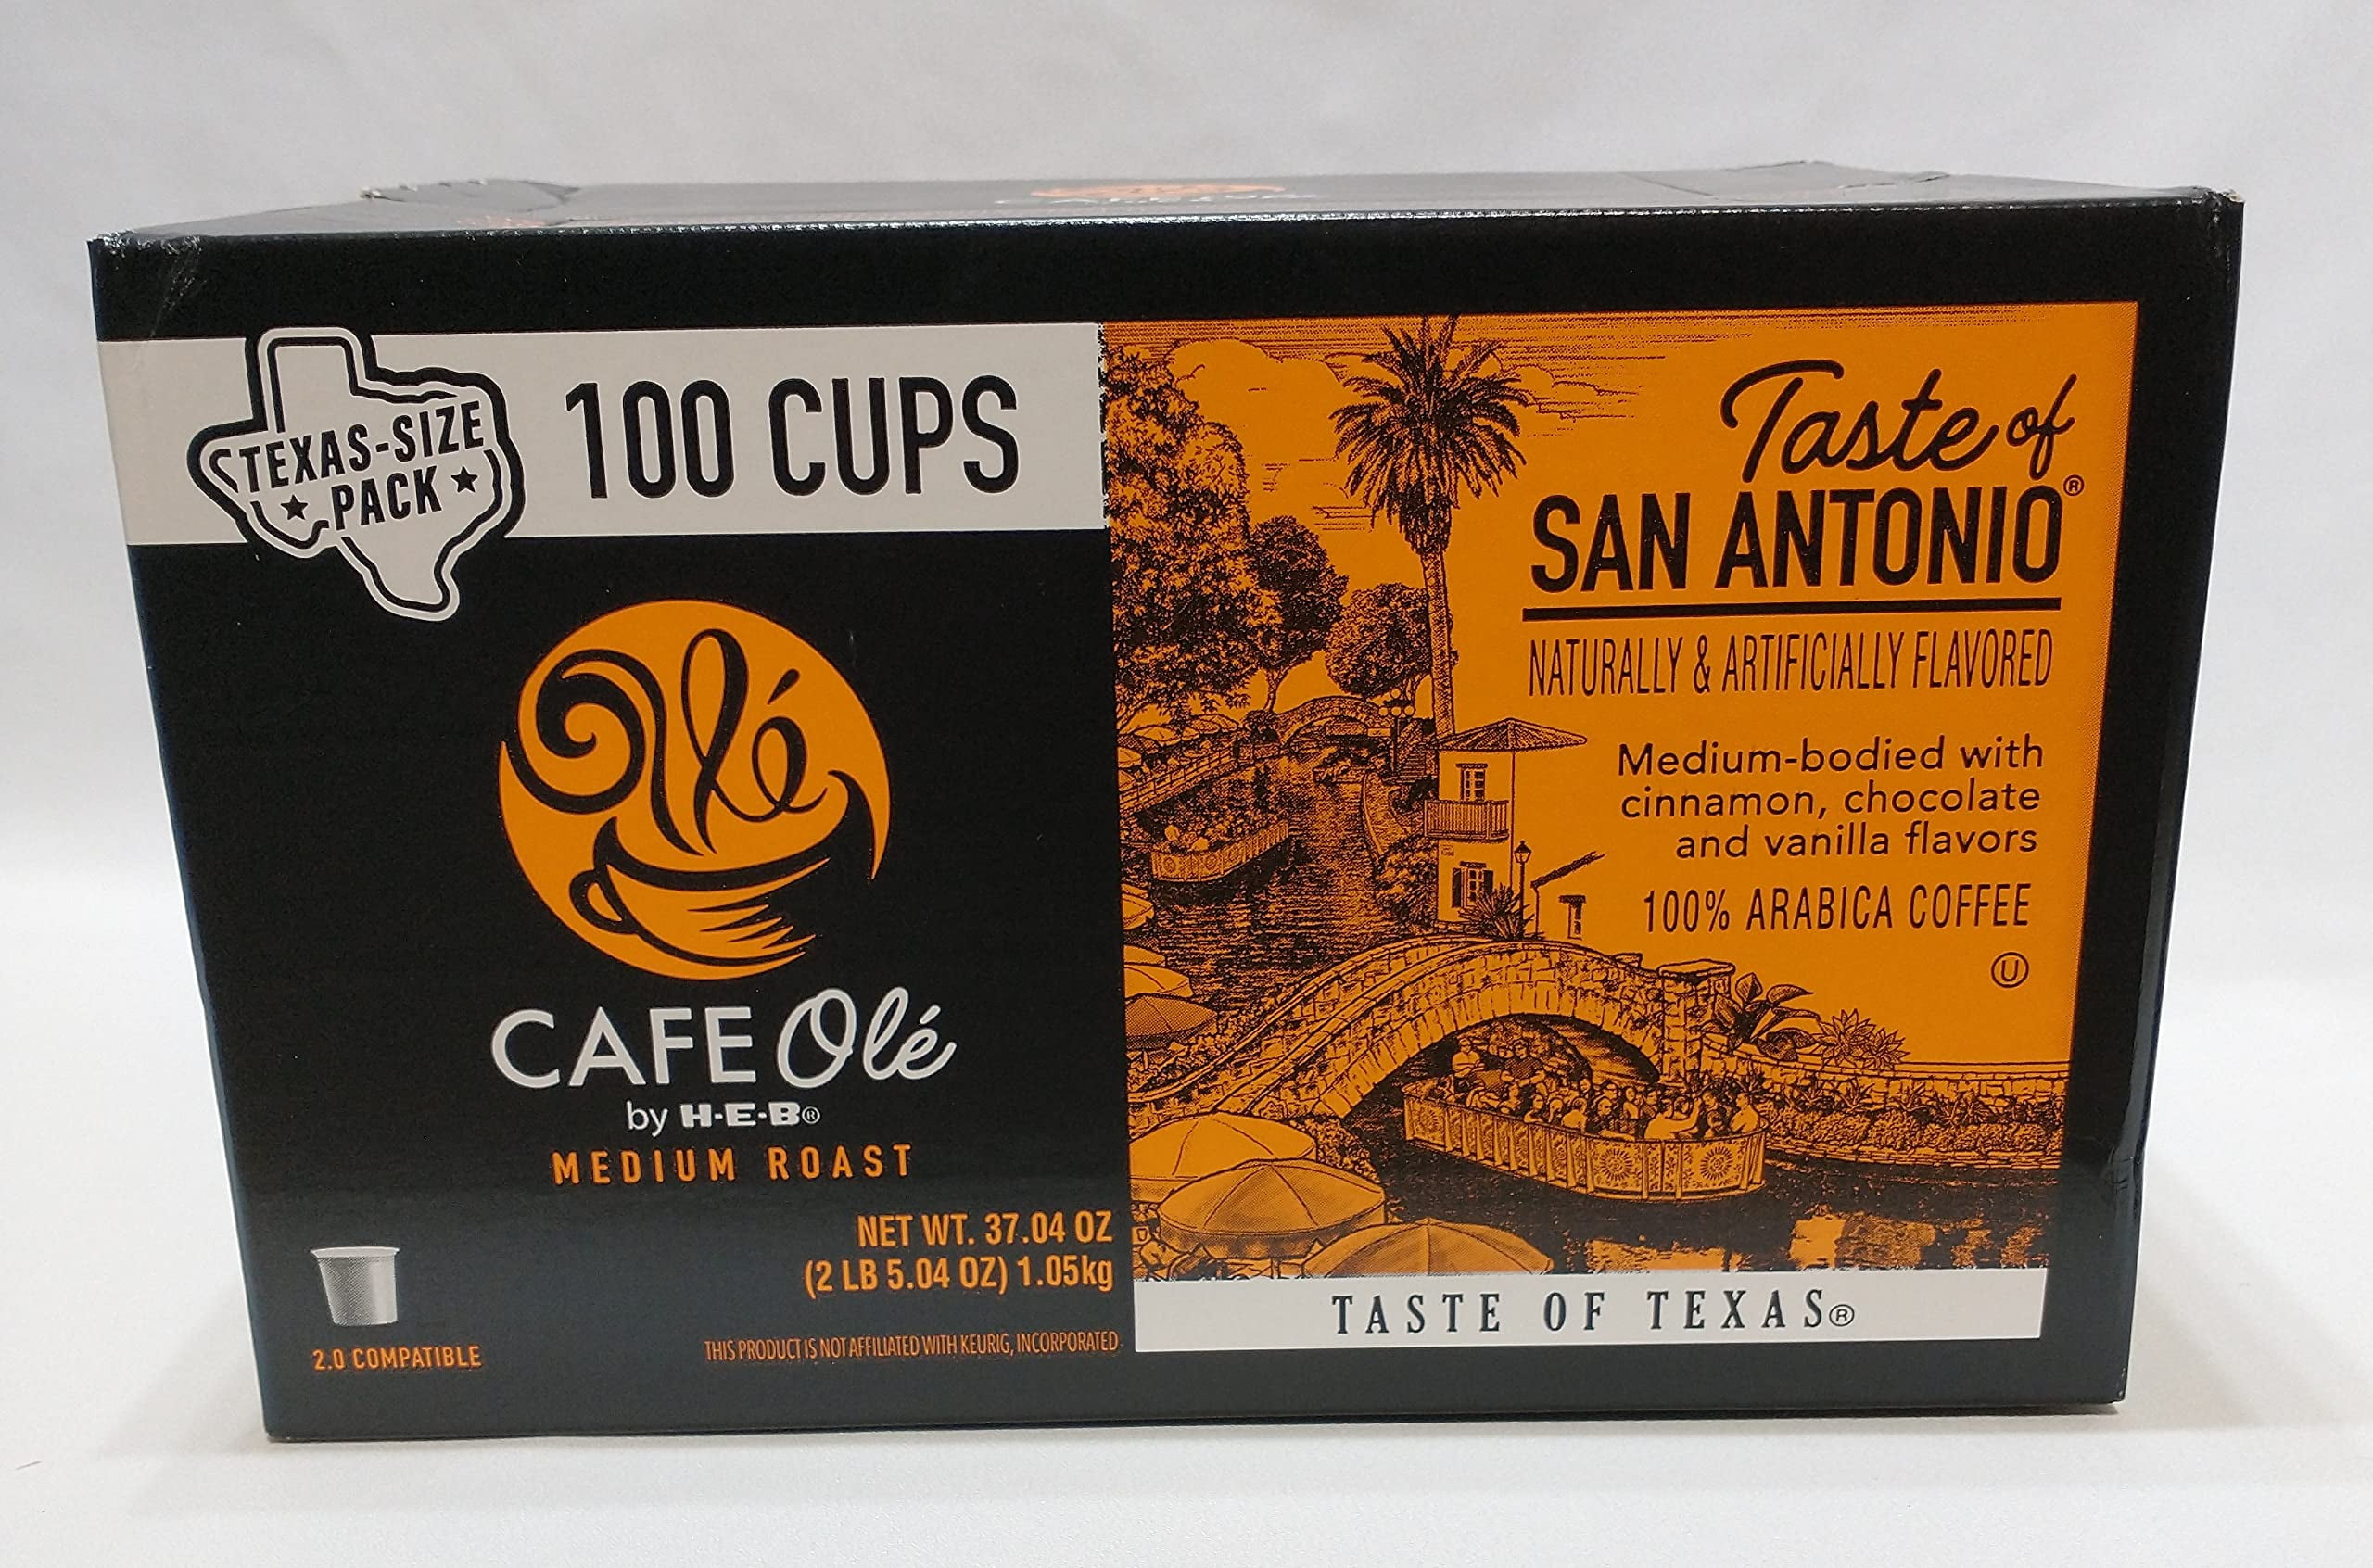 TEXAS-SIZE
PACK
100 CUPS
Olé
CAFE Olé
by H-E-B®
MEDIUM ROAST
NET WT. 37.04 OZ
(2 LB 5.04 OZ) 1.05kg
2.0 COMPATIBLE
THIS PRODUCT IS NOT AFFILIATED WITH KEURIG, INCORPORATED
Taste of
SAN ANTONIO®
NATURALLY & ARTIFICIALLY FLAVORED
Medium-bodied with
cinnamon, chocolate
and vanilla flavors
100% ARABICA COFFEE
U
TASTE OF TEXAS®